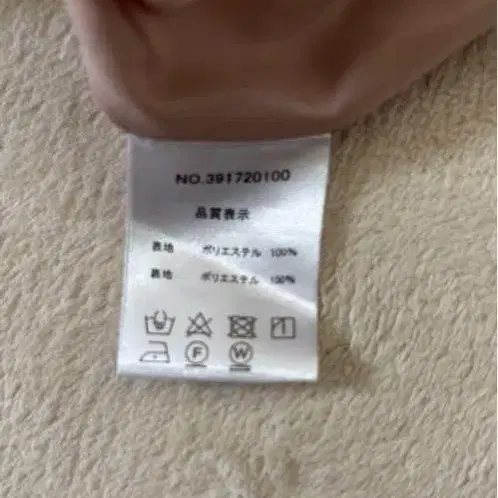 NO.391720100
品質表示
表地 ポリエステル 100%
裏地 ポリエステル 100%
F W